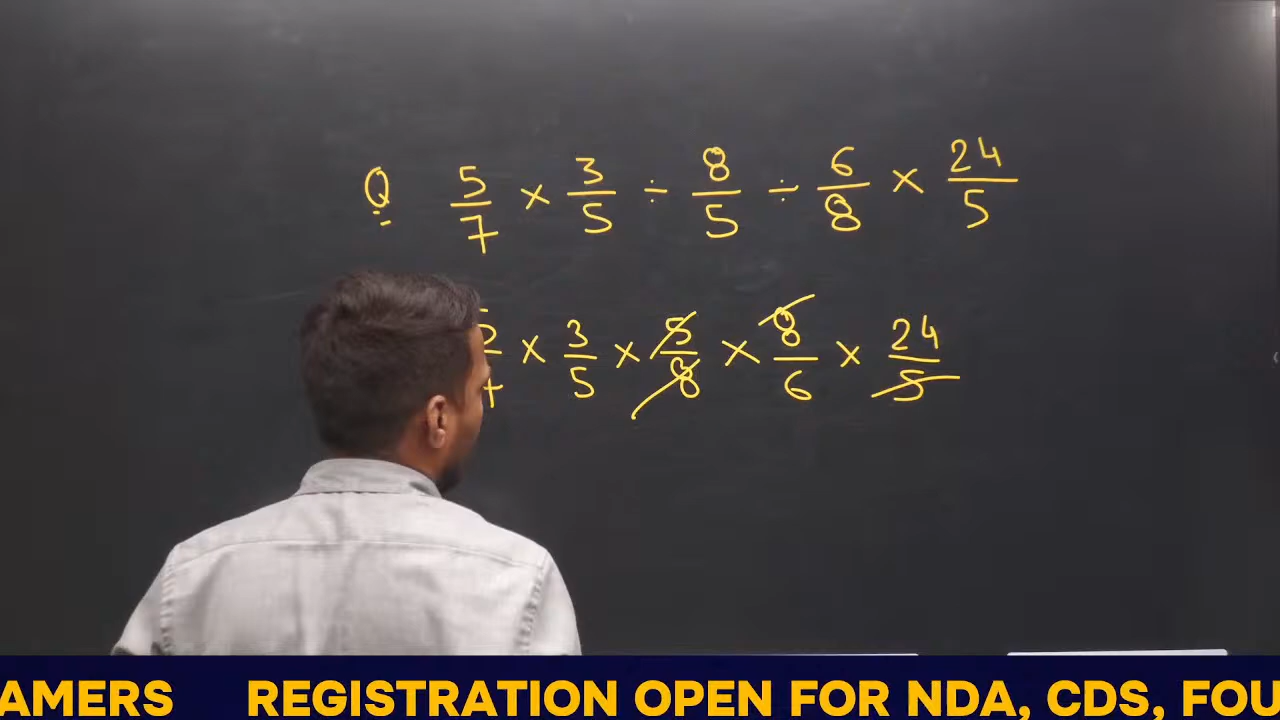 Q 5/7 × 3/5 ÷ 8/5 ÷ 6/8 × 24/5
× 3/5 × 5/8 × 8/6 × 24/5
AMERS REGISTRATION OPEN FOR NDA, CDS, FOU